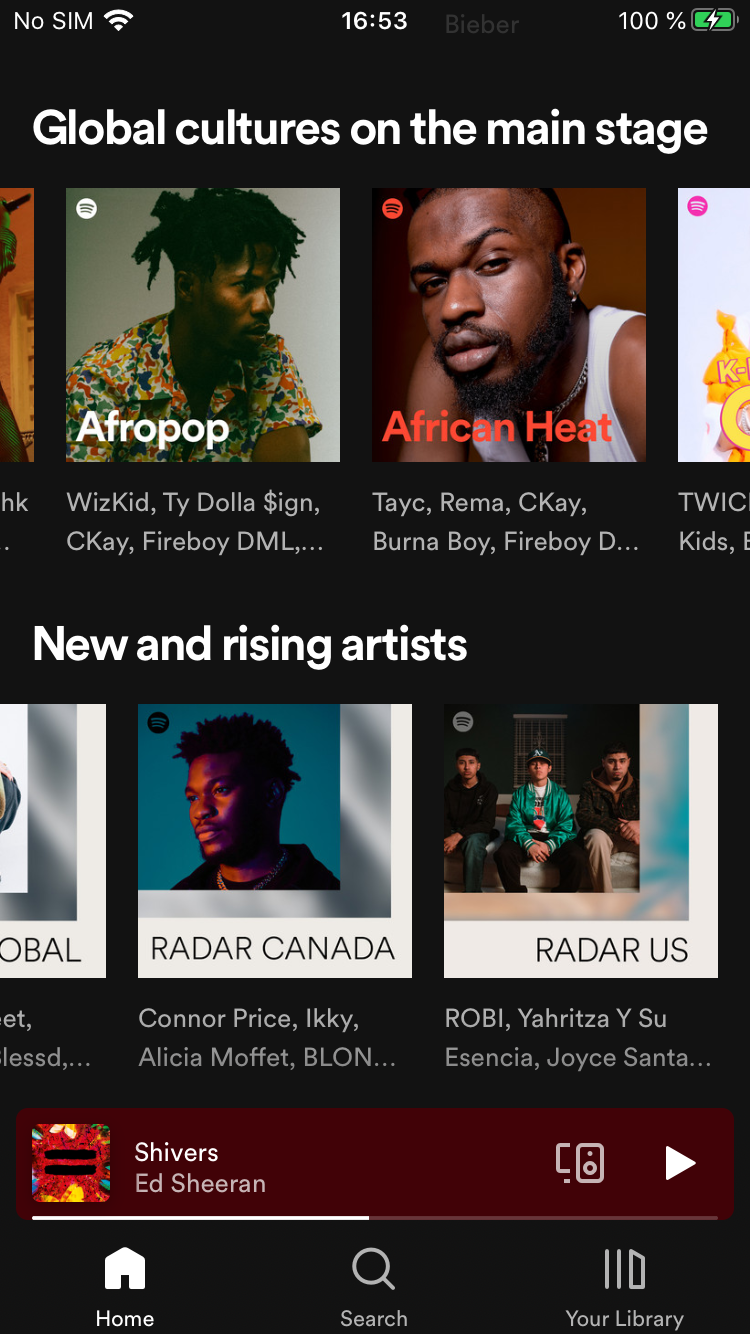 No SIM 16:53 100 %
Bieber
Global cultures on the main stage
Afropop
African Heat
K-
hk
WizKid, Ty Dolla $ign,
CKay, Fireboy DML,...
Tayc, Rema, CKay,
Burna Boy, Fireboy D...
Kids,
New and rising artists
OBAL
RADAR CANADA
RADAR US
Connor Price, Ikky,
Alicia Moffet, BLON...
ROBI, Yahritza Y Su
Esencia, Joyce Santa...
et,
lessd,...
Shivers
Ed Sheeran
Home
Search
Your Library